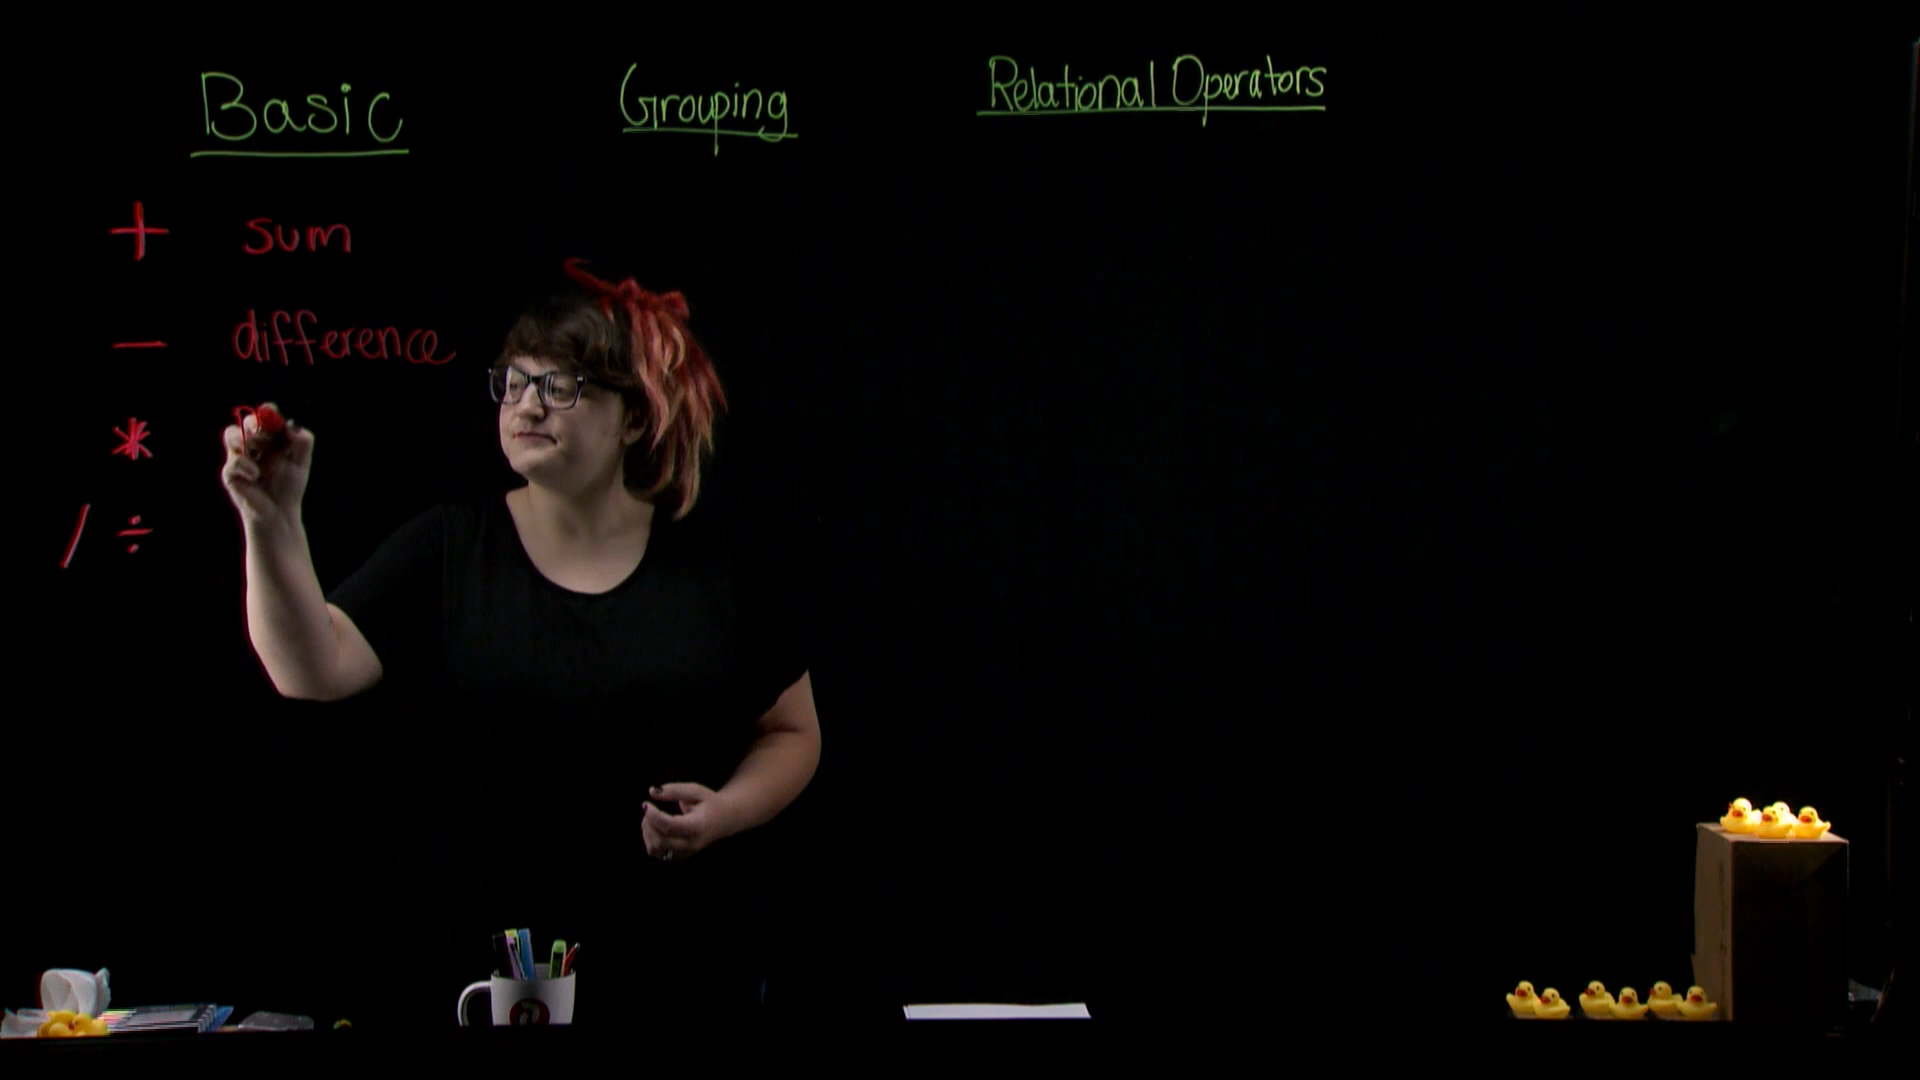 Basic
Grouping
Relational Operators
+ sum
− difference
*
/ ÷